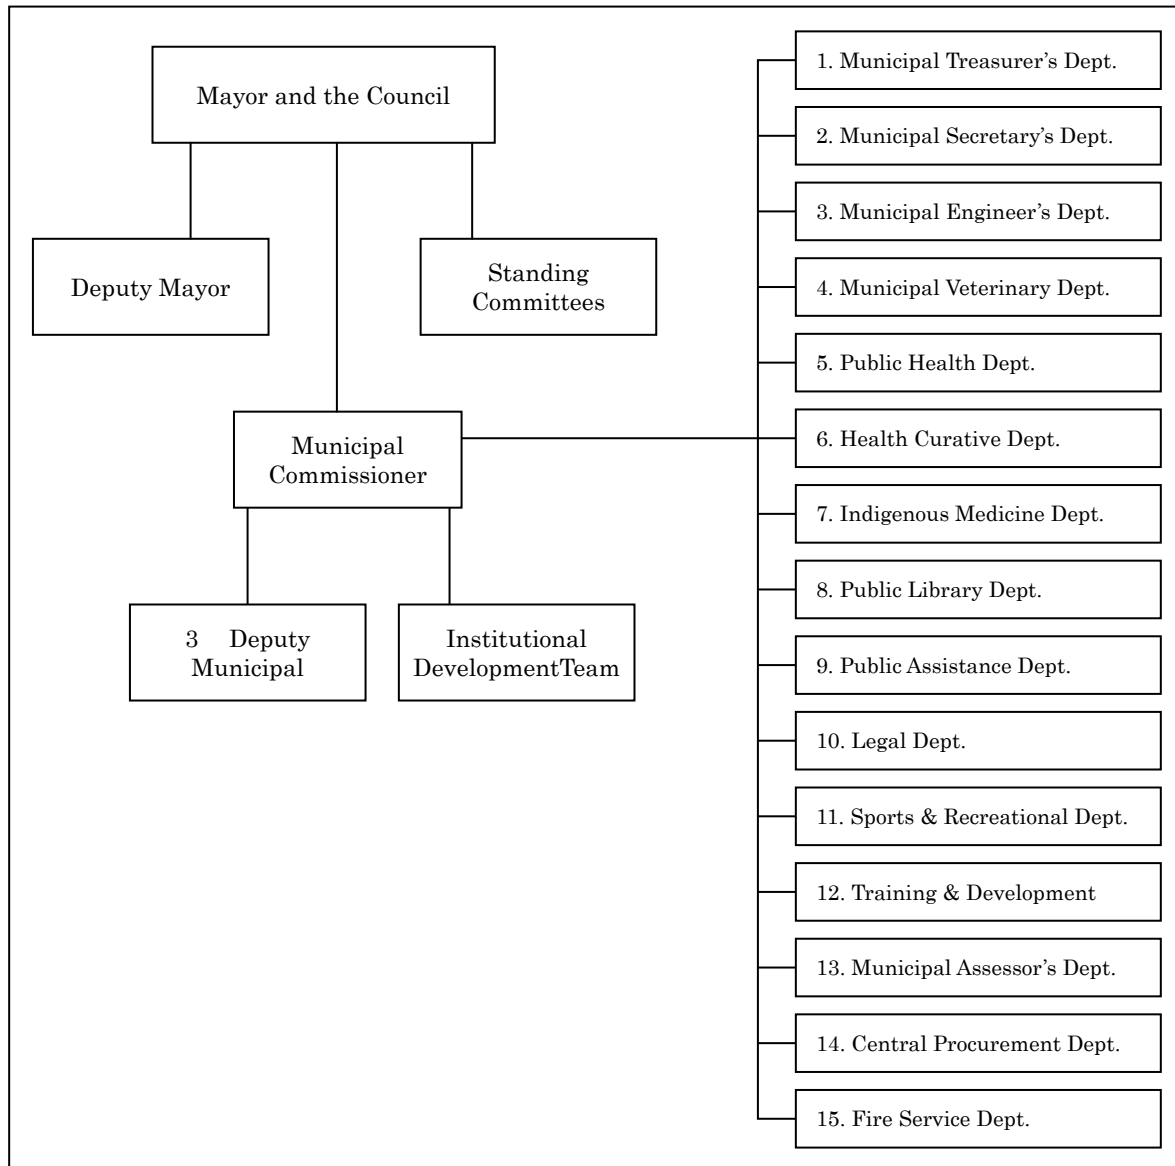 Mayor and the Council
Deputy Mayor
Standing
Committees
Municipal
Commissioner
3 Deputy
Municipal
Institutional
DevelopmentTeam
1. Municipal Treasurer’s Dept.
2. Municipal Secretary’s Dept.
3. Municipal Engineer’s Dept.
4. Municipal Veterinary Dept.
5. Public Health Dept.
6. Health Curative Dept.
7. Indigenous Medicine Dept.
8. Public Library Dept.
9. Public Assistance Dept.
10. Legal Dept.
11. Sports & Recreational Dept.
12. Training & Development
13. Municipal Assessor’s Dept.
14. Central Procurement Dept.
15. Fire Service Dept.